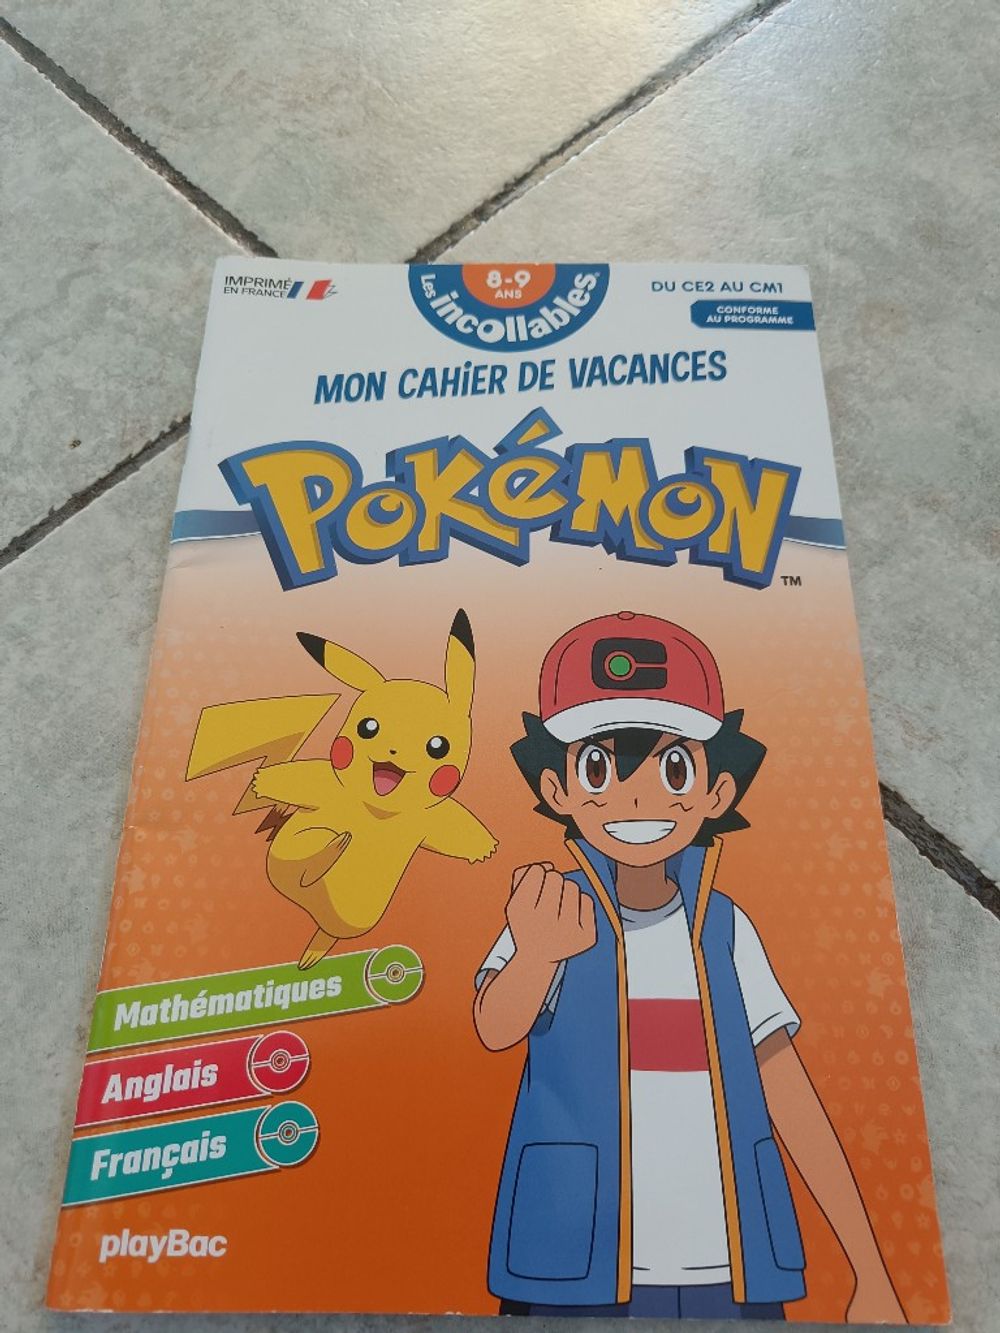 IMPRIMÉ
EN FRANCE
8-9
ANS
Les incollables®
DU CE2 AU CM1
CONFORME
AU PROGRAMME
MON CAHiER DE VACANCES
POKéMON
TM
Mathématiques
Anglais
Français
playBac